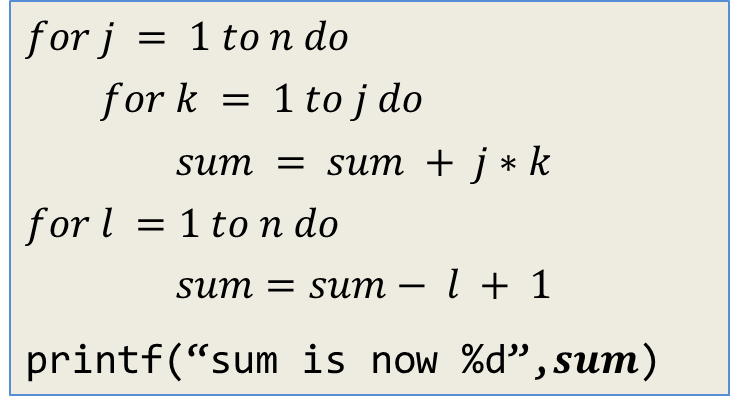 for j = 1 to n do
for k = 1 to j do
sum = sum + j * k
for l = 1 to n do
sum = sum − l + 1
printf(“sum is now %d”,sum)